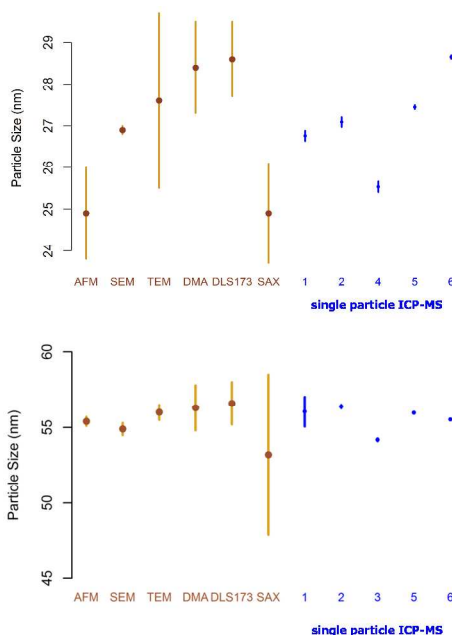 Particle Size (nm)
29
28
27
26
25
24
AFM SEM TEM DMA DLS173 SAX 1 2 4 5 6
single particle ICP-MS
Particle Size (nm)
60
55
50
45
AFM SEM TEM DMA DLS173 SAX 1 2 3 5 6
single particle ICP-MS